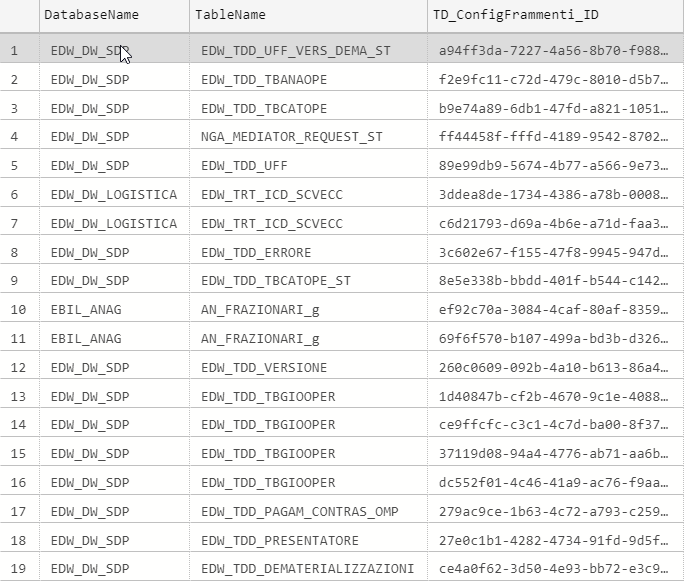 DatabaseName TableName TD_ConfigFrammenti_ID
1 EDW_DW_SDP EDW_TDD_UFF_VERS_DEMA_ST a94ff3da-7227-4a56-8b70-f988…
2 EDW_DW_SDP EDW_TDD_TBANAOPE f2e9fc11-c72d-479c-8010-d5b7…
3 EDW_DW_SDP EDW_TDD_TBCATOPE b9e74a89-6db1-47fd-a821-1051…
4 EDW_DW_SDP NGA_MEDIATOR_REQUEST_ST ff44458f-fffd-4189-9542-8702…
5 EDW_DW_SDP EDW_TDD_UFF 89e99db9-5674-4b77-a566-9e73…
6 EDW_DW_LOGISTICA EDW_TRT_ICD_SCVECC 3ddea8de-1734-4386-a78b-0008…
7 EDW_DW_LOGISTICA EDW_TRT_ICD_SCVECC c6d21793-d69a-4b6e-a71d-faa3…
8 EDW_DW_SDP EDW_TDD_ERRORE 3c602e67-f155-47f8-9945-947d…
9 EDW_DW_SDP EDW_TDD_TBCATOPE_ST 8e5e338b-bbdd-401f-b544-c142…
10 EBIL_ANAG AN_FRAZIONARI_g ef92c70a-3084-4caf-80af-8359…
11 EBIL_ANAG AN_FRAZIONARI_g 69f6f570-b107-499a-bd3b-d326…
12 EDW_DW_SDP EDW_TDD_VERSIONE 260c0609-092b-4a10-b613-86a4…
13 EDW_DW_SDP EDW_TDD_TBGIOOPER 1d40847b-cf2b-4670-9c1e-4088…
14 EDW_DW_SDP EDW_TDD_TBGIOOPER ce9ffcfc-c3c1-4c7d-ba00-8f37…
15 EDW_DW_SDP EDW_TDD_TBGIOOPER 37119d08-94a4-4776-ab71-aa6b…
16 EDW_DW_SDP EDW_TDD_TBGIOOPER dc552f01-4c46-41a9-ac76-f9aa…
17 EDW_DW_SDP EDW_TDD_PAGAM_CONTRAS_OMP 279ac9ce-1b63-4c72-a793-c259…
18 EDW_DW_SDP EDW_TDD_PRESENTATORE 27e0c1b1-4282-4734-91fd-9d5f…
19 EDW_DW_SDP EDW_TDD_DEMATERIALIZZAZIONI ce4a0f62-3d50-4e93-bb72-e3c9…